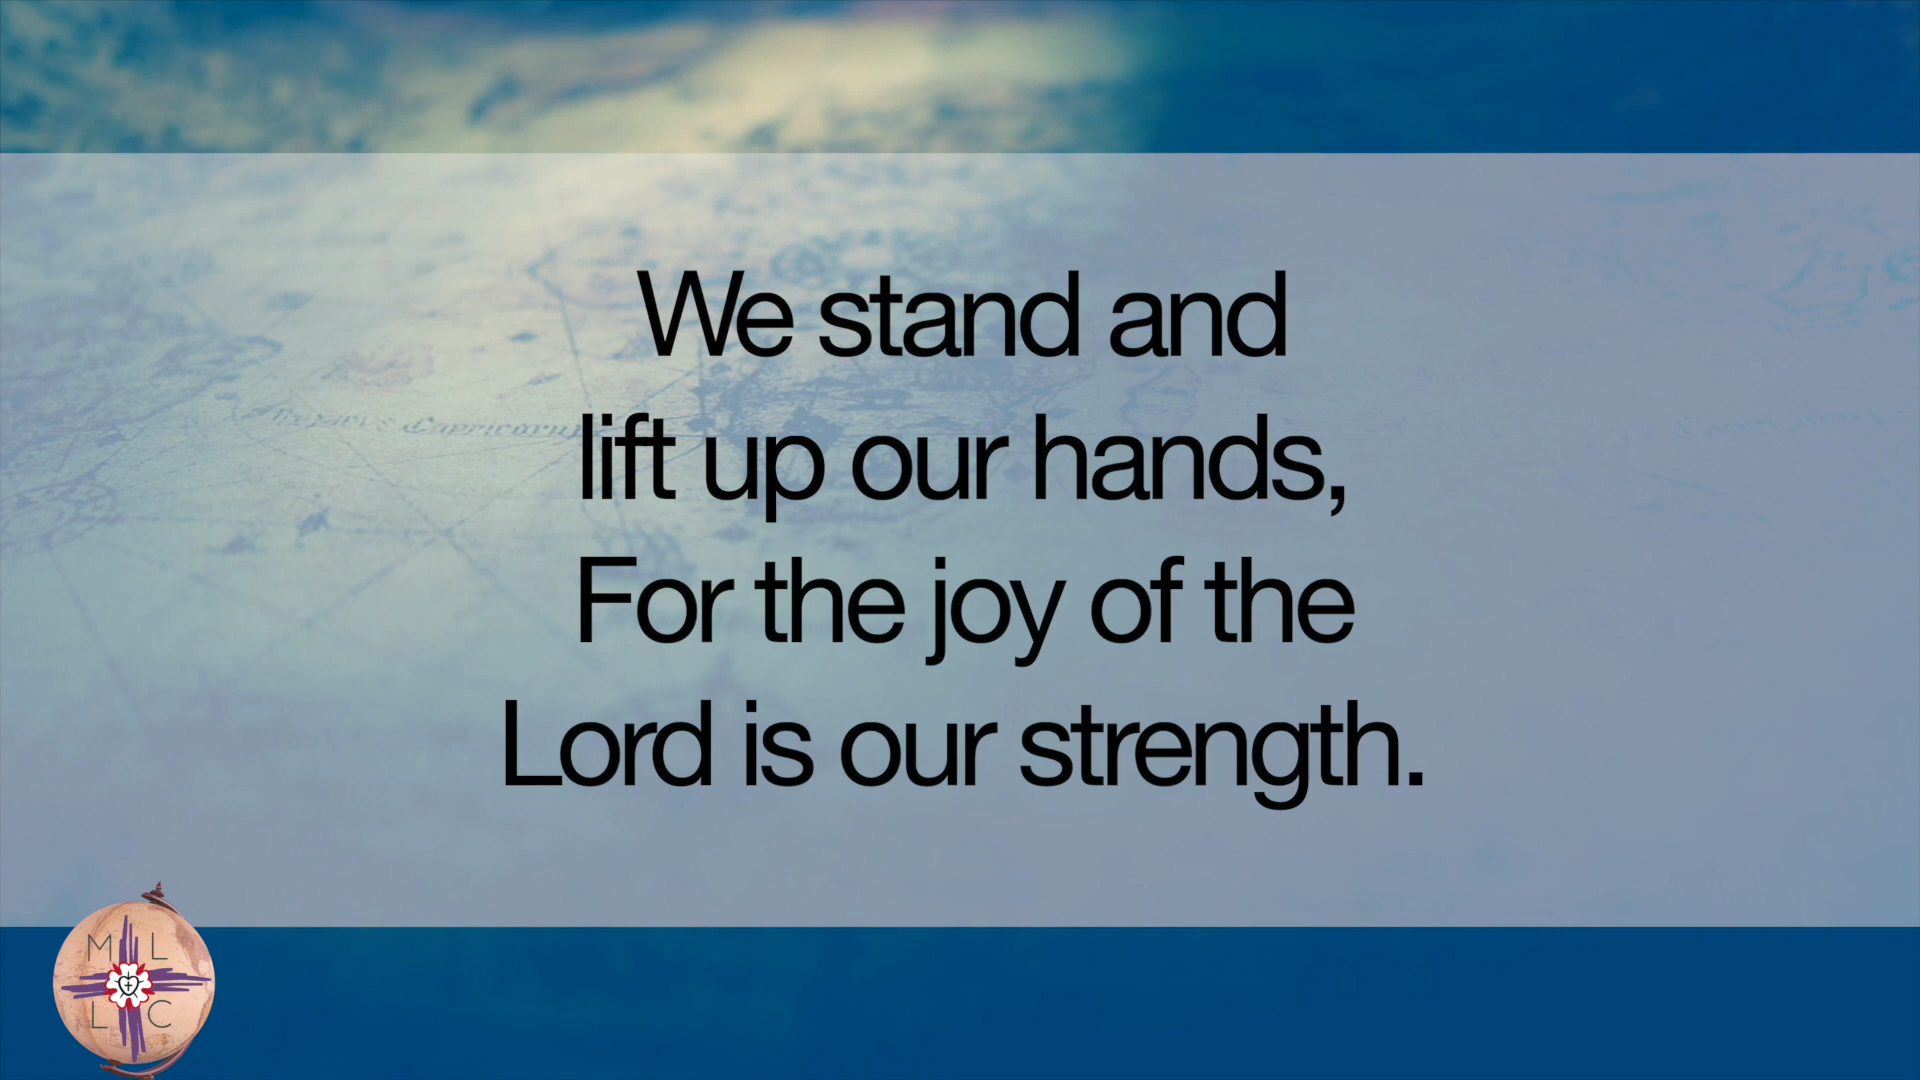 We stand and
lift up our hands,
For the joy of the
Lord is our strength.
M L
L C